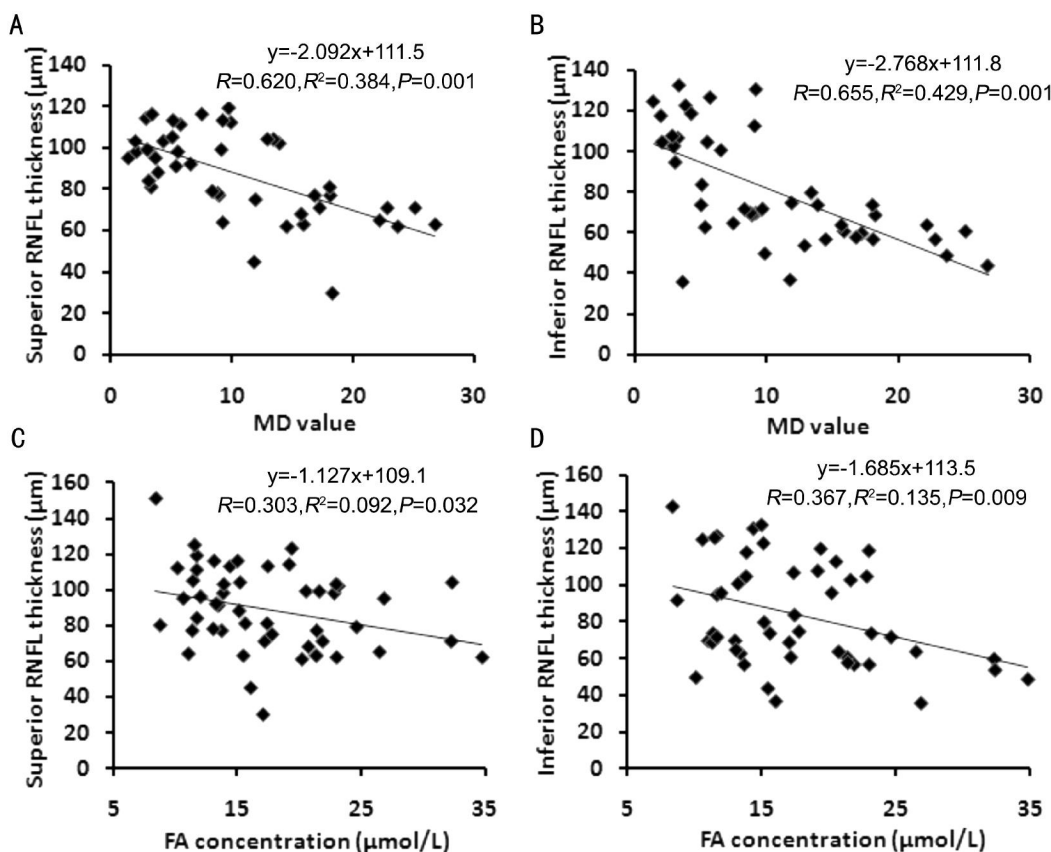 A
y=-2.092x+111.5
R=0.620,R²=0.384,P=0.001
Superior RNFL thickness (μm)
140
120
100
80
60
40
20
0
0 10 20 30
MD value
B
y=-2.768x+111.8
R=0.655,R²=0.429,P=0.001
Inferior RNFL thickness (μm)
140
120
100
80
60
40
20
0
0 10 20 30
MD value
C
y=-1.127x+109.1
R=0.303,R²=0.092,P=0.032
Superior RNFL thickness (μm)
160
140
120
100
80
60
40
20
0
5 15 25 35
FA concentration (μmol/L)
D
y=-1.685x+113.5
R=0.367,R²=0.135,P=0.009
Inferior RNFL thickness (μm)
160
140
120
100
80
60
40
20
0
5 15 25 35
FA concentration (μmol/L)